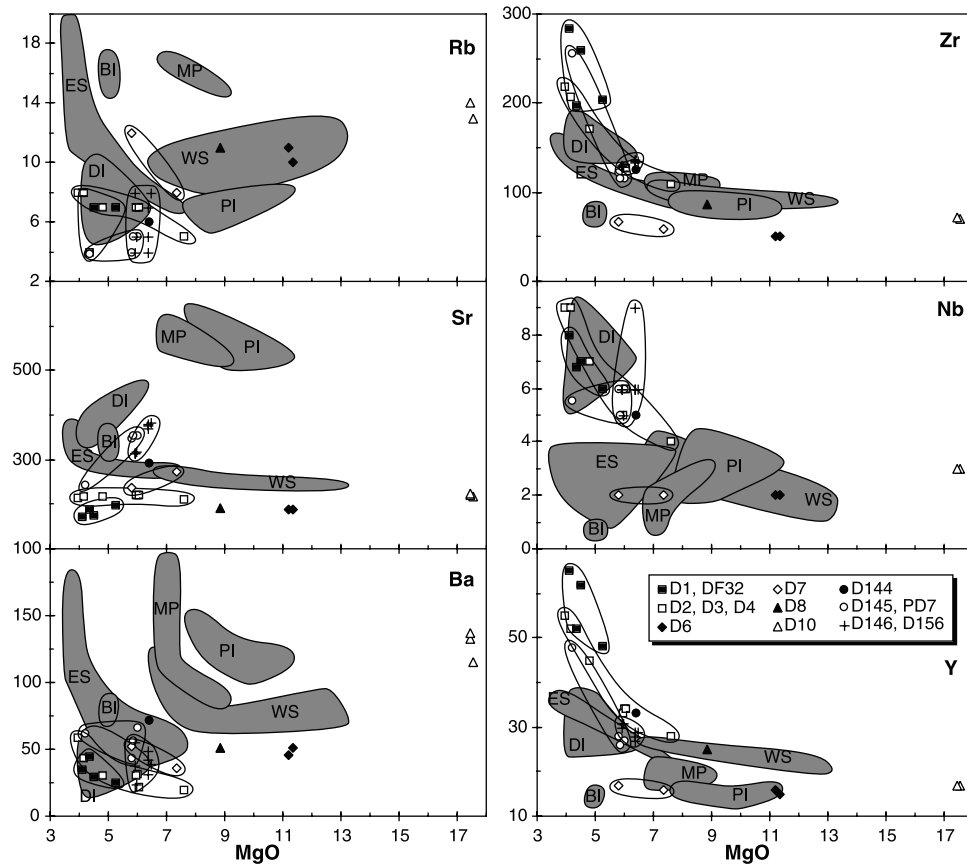 18
14
10
6
2
Rb
ES
BI
MP
WS
DI
PI
300
200
100
0
Zr
DI
ES
MP
WS
BI
PI
500
300
100
Sr
MP
PI
DI
BI
ES
WS
8
6
4
2
0
Nb
DI
ES
PI
MP
WS
BI
150
125
100
75
50
25
0
Ba
MP
PI
ES
BI
WS
DI
3 5 7 9 11 13 15 17
MgO
50
30
10
Y
D1, DF32 D7 D144
D2, D3, D4 D8 D145, PD7
D6 D10 D146, D156
ES
DI
WS
MP
BI
PI
3 5 7 9 11 13 15 17
MgO